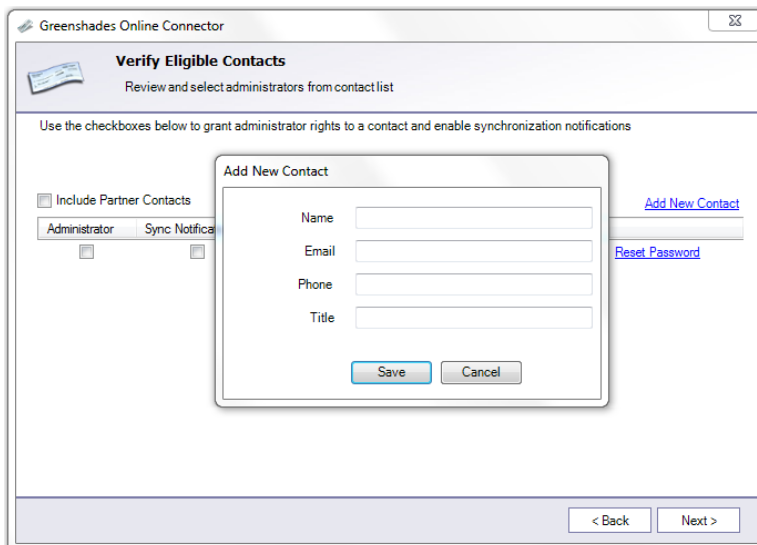 Greenshades Online Connector
Verify Eligible Contacts
Review and select administrators from contact list
Use the checkboxes below to grant administrator rights to a contact and enable synchronization notifications
Include Partner Contacts
Add New Contact
Administrator Sync
Reset Password
Add New Contact
Name
Email
Phone
Title
Save Cancel
< Back Next >